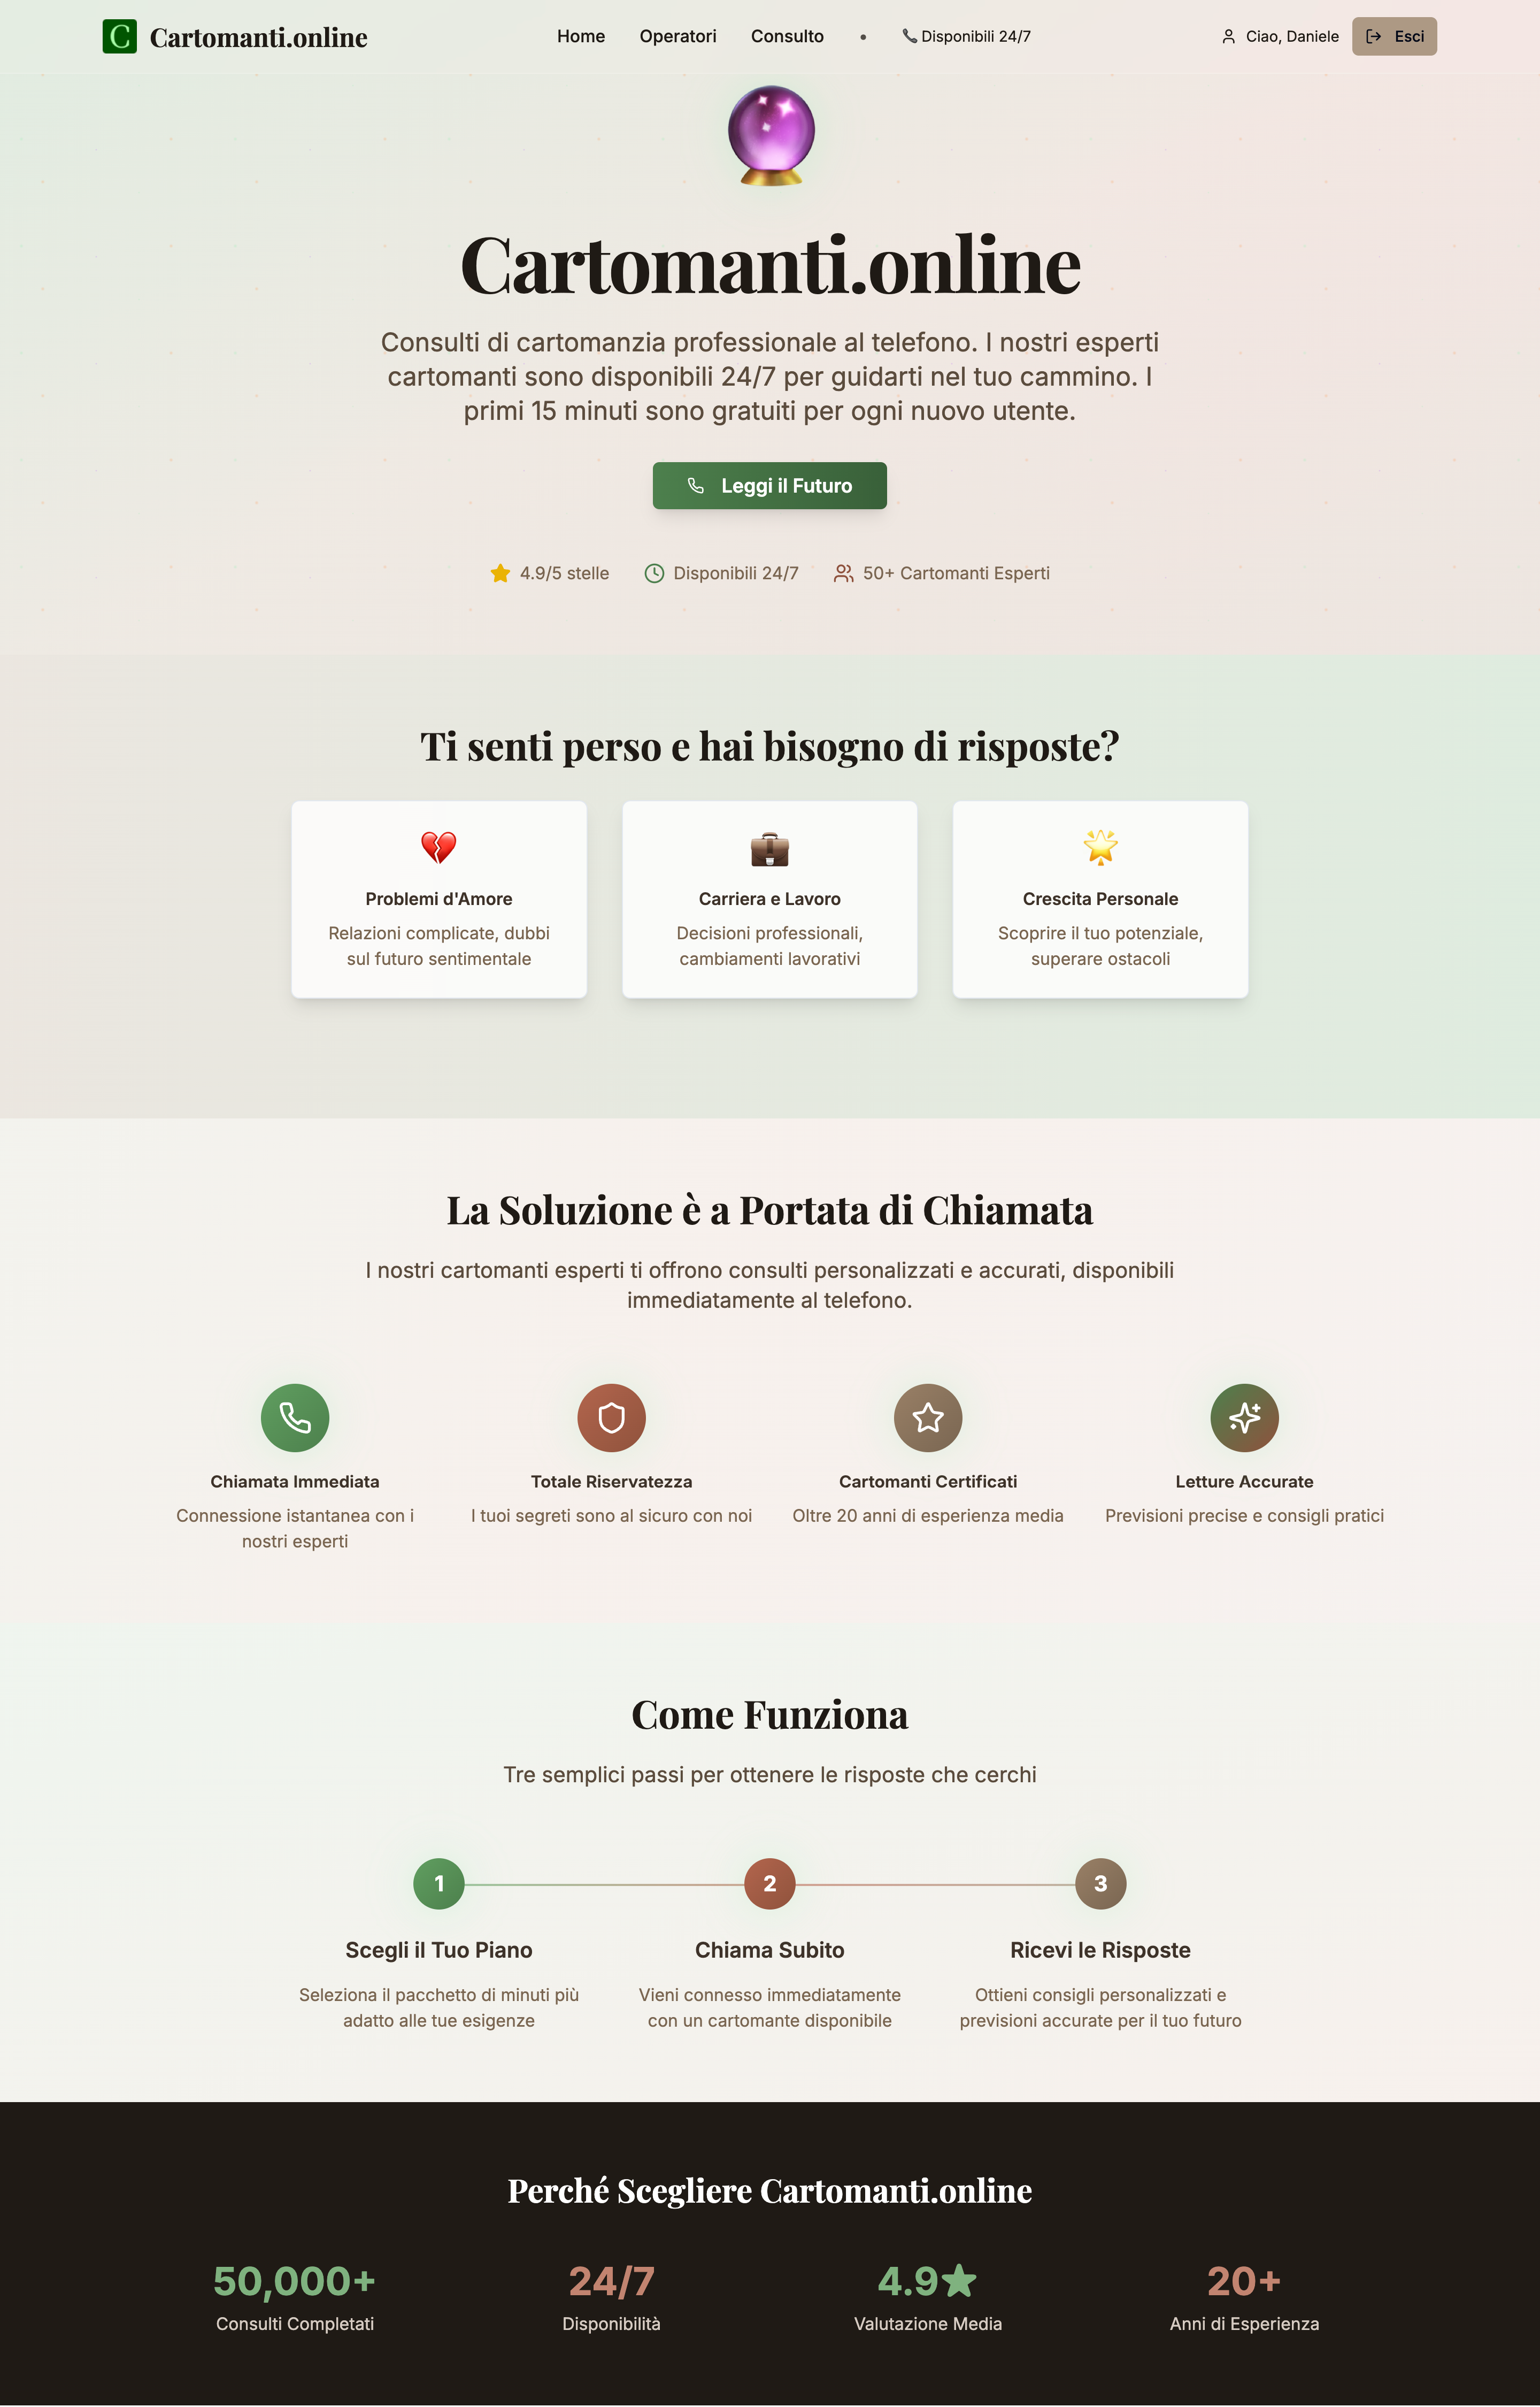 C Cartomanti.online
Home Operatori Consulto • Disponibili 24/7 Ciao, Daniele Esci
Cartomanti.online
Consulti di cartomanzia professionale al telefono. I nostri esperti
cartomanti sono disponibili 24/7 per guidarti nel tuo cammino. I
primi 15 minuti sono gratuiti per ogni nuovo utente.
Leggi il Futuro
4.9/5 stelle Disponibili 24/7 50+ Cartomanti Esperti
Ti senti perso e hai bisogno di risposte?
Problemi d'Amore
Relazioni complicate, dubbi
sul futuro sentimentale
Carriera e Lavoro
Decisioni professionali,
cambiamenti lavorativi
Crescita Personale
Scoprire il tuo potenziale,
superare ostacoli
La Soluzione è a Portata di Chiamata
I nostri cartomanti esperti ti offrono consulti personalizzati e accurati, disponibili
immediatamente al telefono.
Chiamata Immediata
Connessione istantanea con i
nostri esperti
Totale Riservatezza
I tuoi segreti sono al sicuro con noi
Cartomanti Certificati
Oltre 20 anni di esperienza media
Letture Accurate
Previsioni precise e consigli pratici
Come Funziona
Tre semplici passi per ottenere le risposte che cerchi
1
Scegli il Tuo Piano
Seleziona il pacchetto di minuti più
adatto alle tue esigenze
2
Chiama Subito
Vieni connesso immediatamente
con un cartomante disponibile
3
Ricevi le Risposte
Ottieni consigli personalizzati e
previsioni accurate per il tuo futuro
Perché Scegliere Cartomanti.online
50,000+
Consulti Completati
24/7
Disponibilità
4.9★
Valutazione Media
20+
Anni di Esperienza